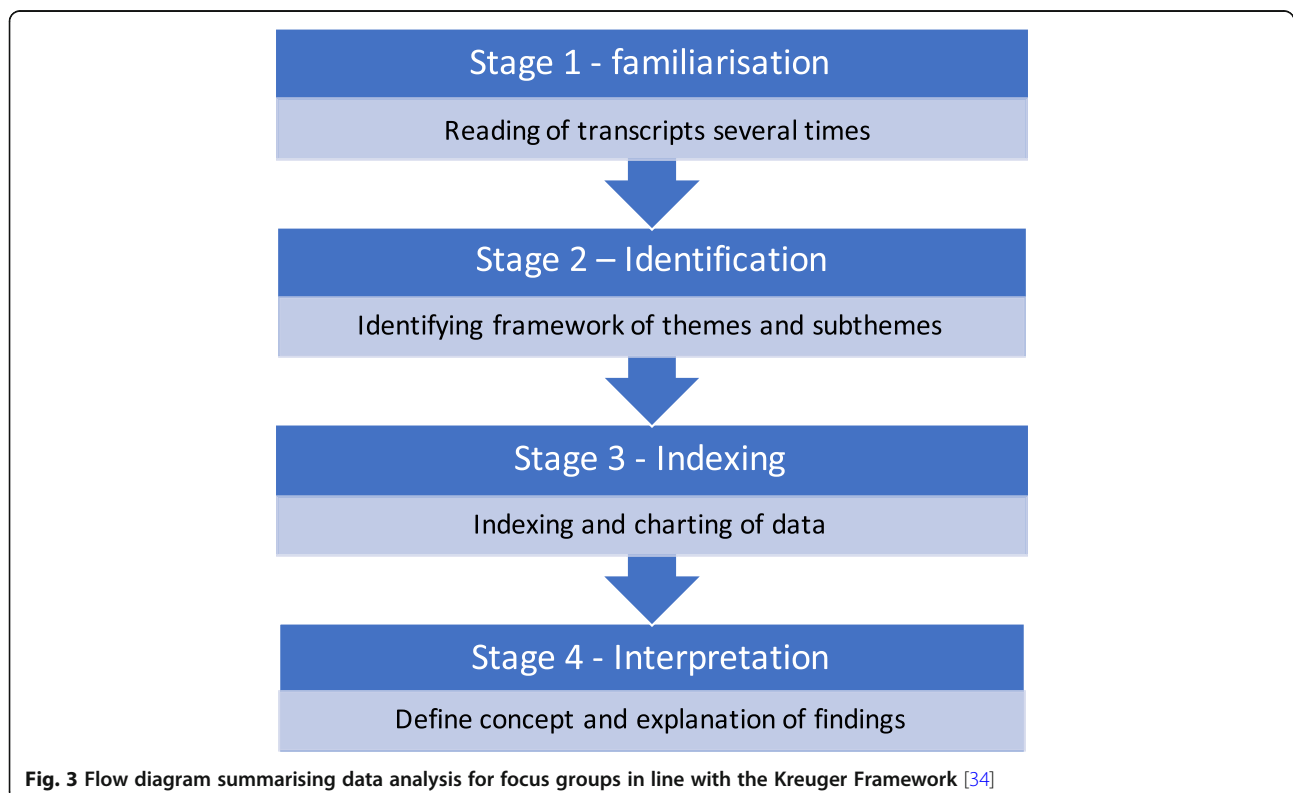 Stage 1 - familiarisation
Reading of transcripts several times
Stage 2 – Identification
Identifying framework of themes and subthemes
Stage 3 - Indexing
Indexing and charting of data
Stage 4 - Interpretation
Define concept and explanation of findings
Fig. 3 Flow diagram summarising data analysis for focus groups in line with the Kreuger Framework [34]